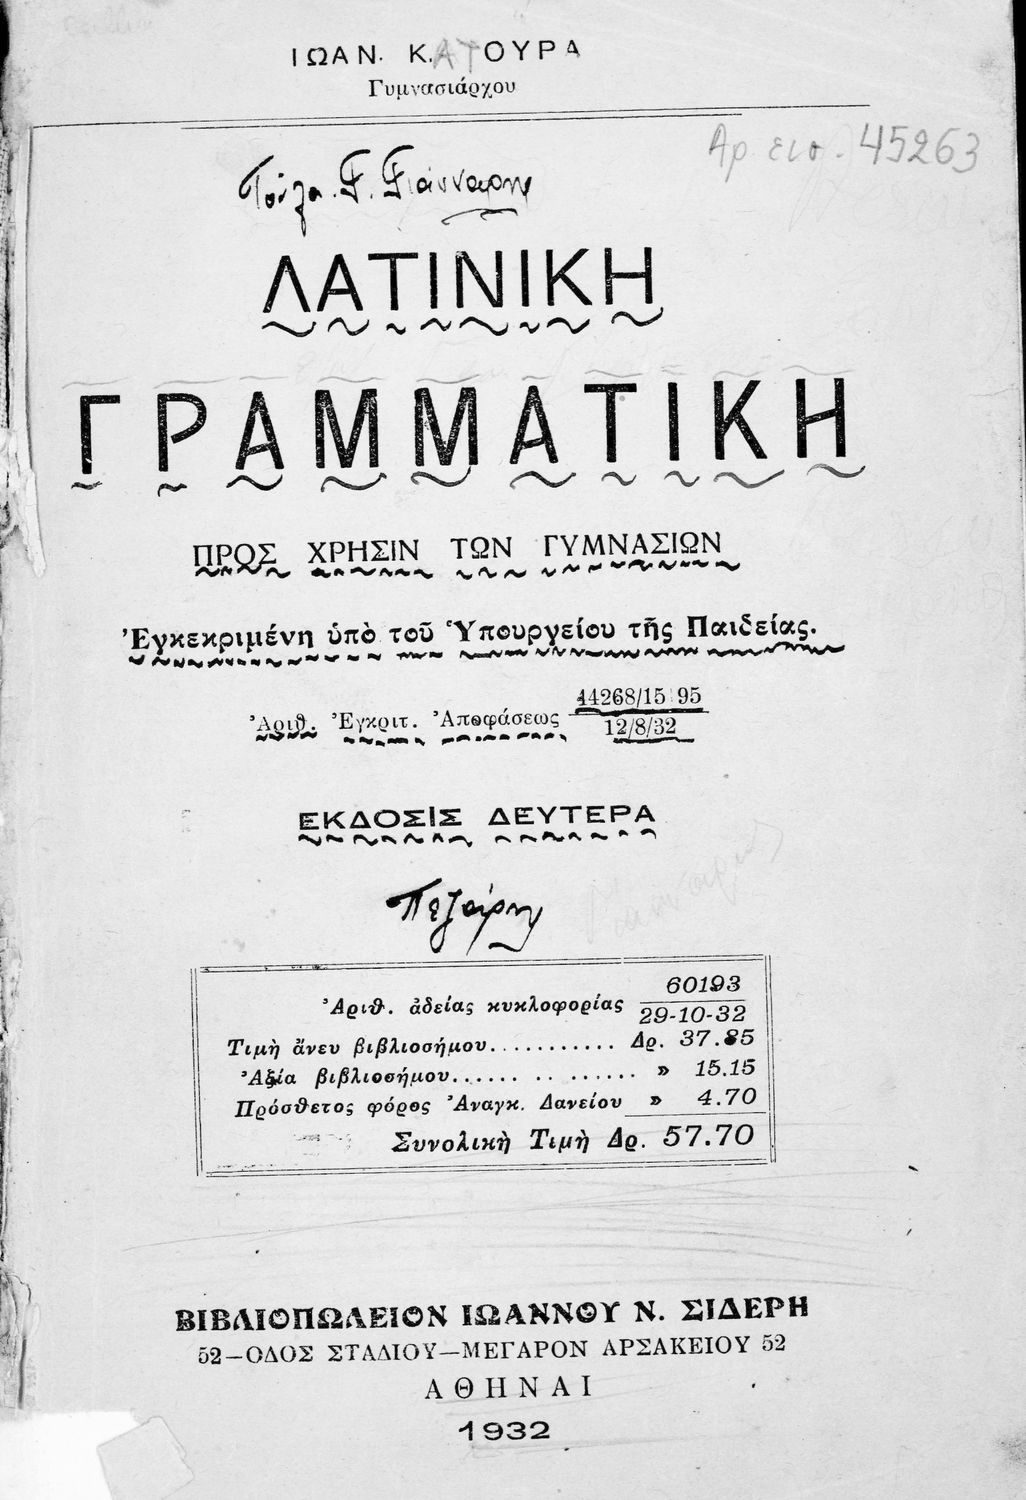 ΙΩΑΝ. ΚΑΤΟΥΡΑ
Γυμνασιάρχου
Αρ. εισ. 45263
ΛΑΤΙΝΙΚΗ
ΓΡΑΜΜΑΤΙΚΗ
ΠΡΟΣ ΧΡΗΣΙΝ ΤΩΝ ΓΥΜΝΑΣΙΩΝ
Ἐγκεκριμένη ὑπὸ τοῦ Ὑπουργείου τῆς Παιδείας.
Ἀριθ. Ἐγκριτ. Ἀποφάσεως 44268/15195
12/8/32
ΕΚΔΟΣΙΣ ΔΕΥΤΕΡΑ
Ἀριθ. ἀδείας κυκλοφορίας 60193
29-10-32
Τιμὴ ἄνευ βιβλιοσήμου........... Δρ. 37.85
Ἀξία βιβλιοσήμου...... .. ...... » 15.15
Πρόσθετος φόρος Ἀναγκ. Δανείου » 4.70
Συνολικὴ Τιμὴ Δρ. 57.70
ΒΙΒΛΙΟΠΩΛΕΙΟΝ ΙΩΑΝΝΟΥ Ν. ΣΙΔΕΡΗ
52—ΟΔΟΣ ΣΤΑΔΙΟΥ—ΜΕΓΑΡΟΝ ΑΡΣΑΚΕΙΟΥ 52
ΑΘΗΝΑΙ
1932